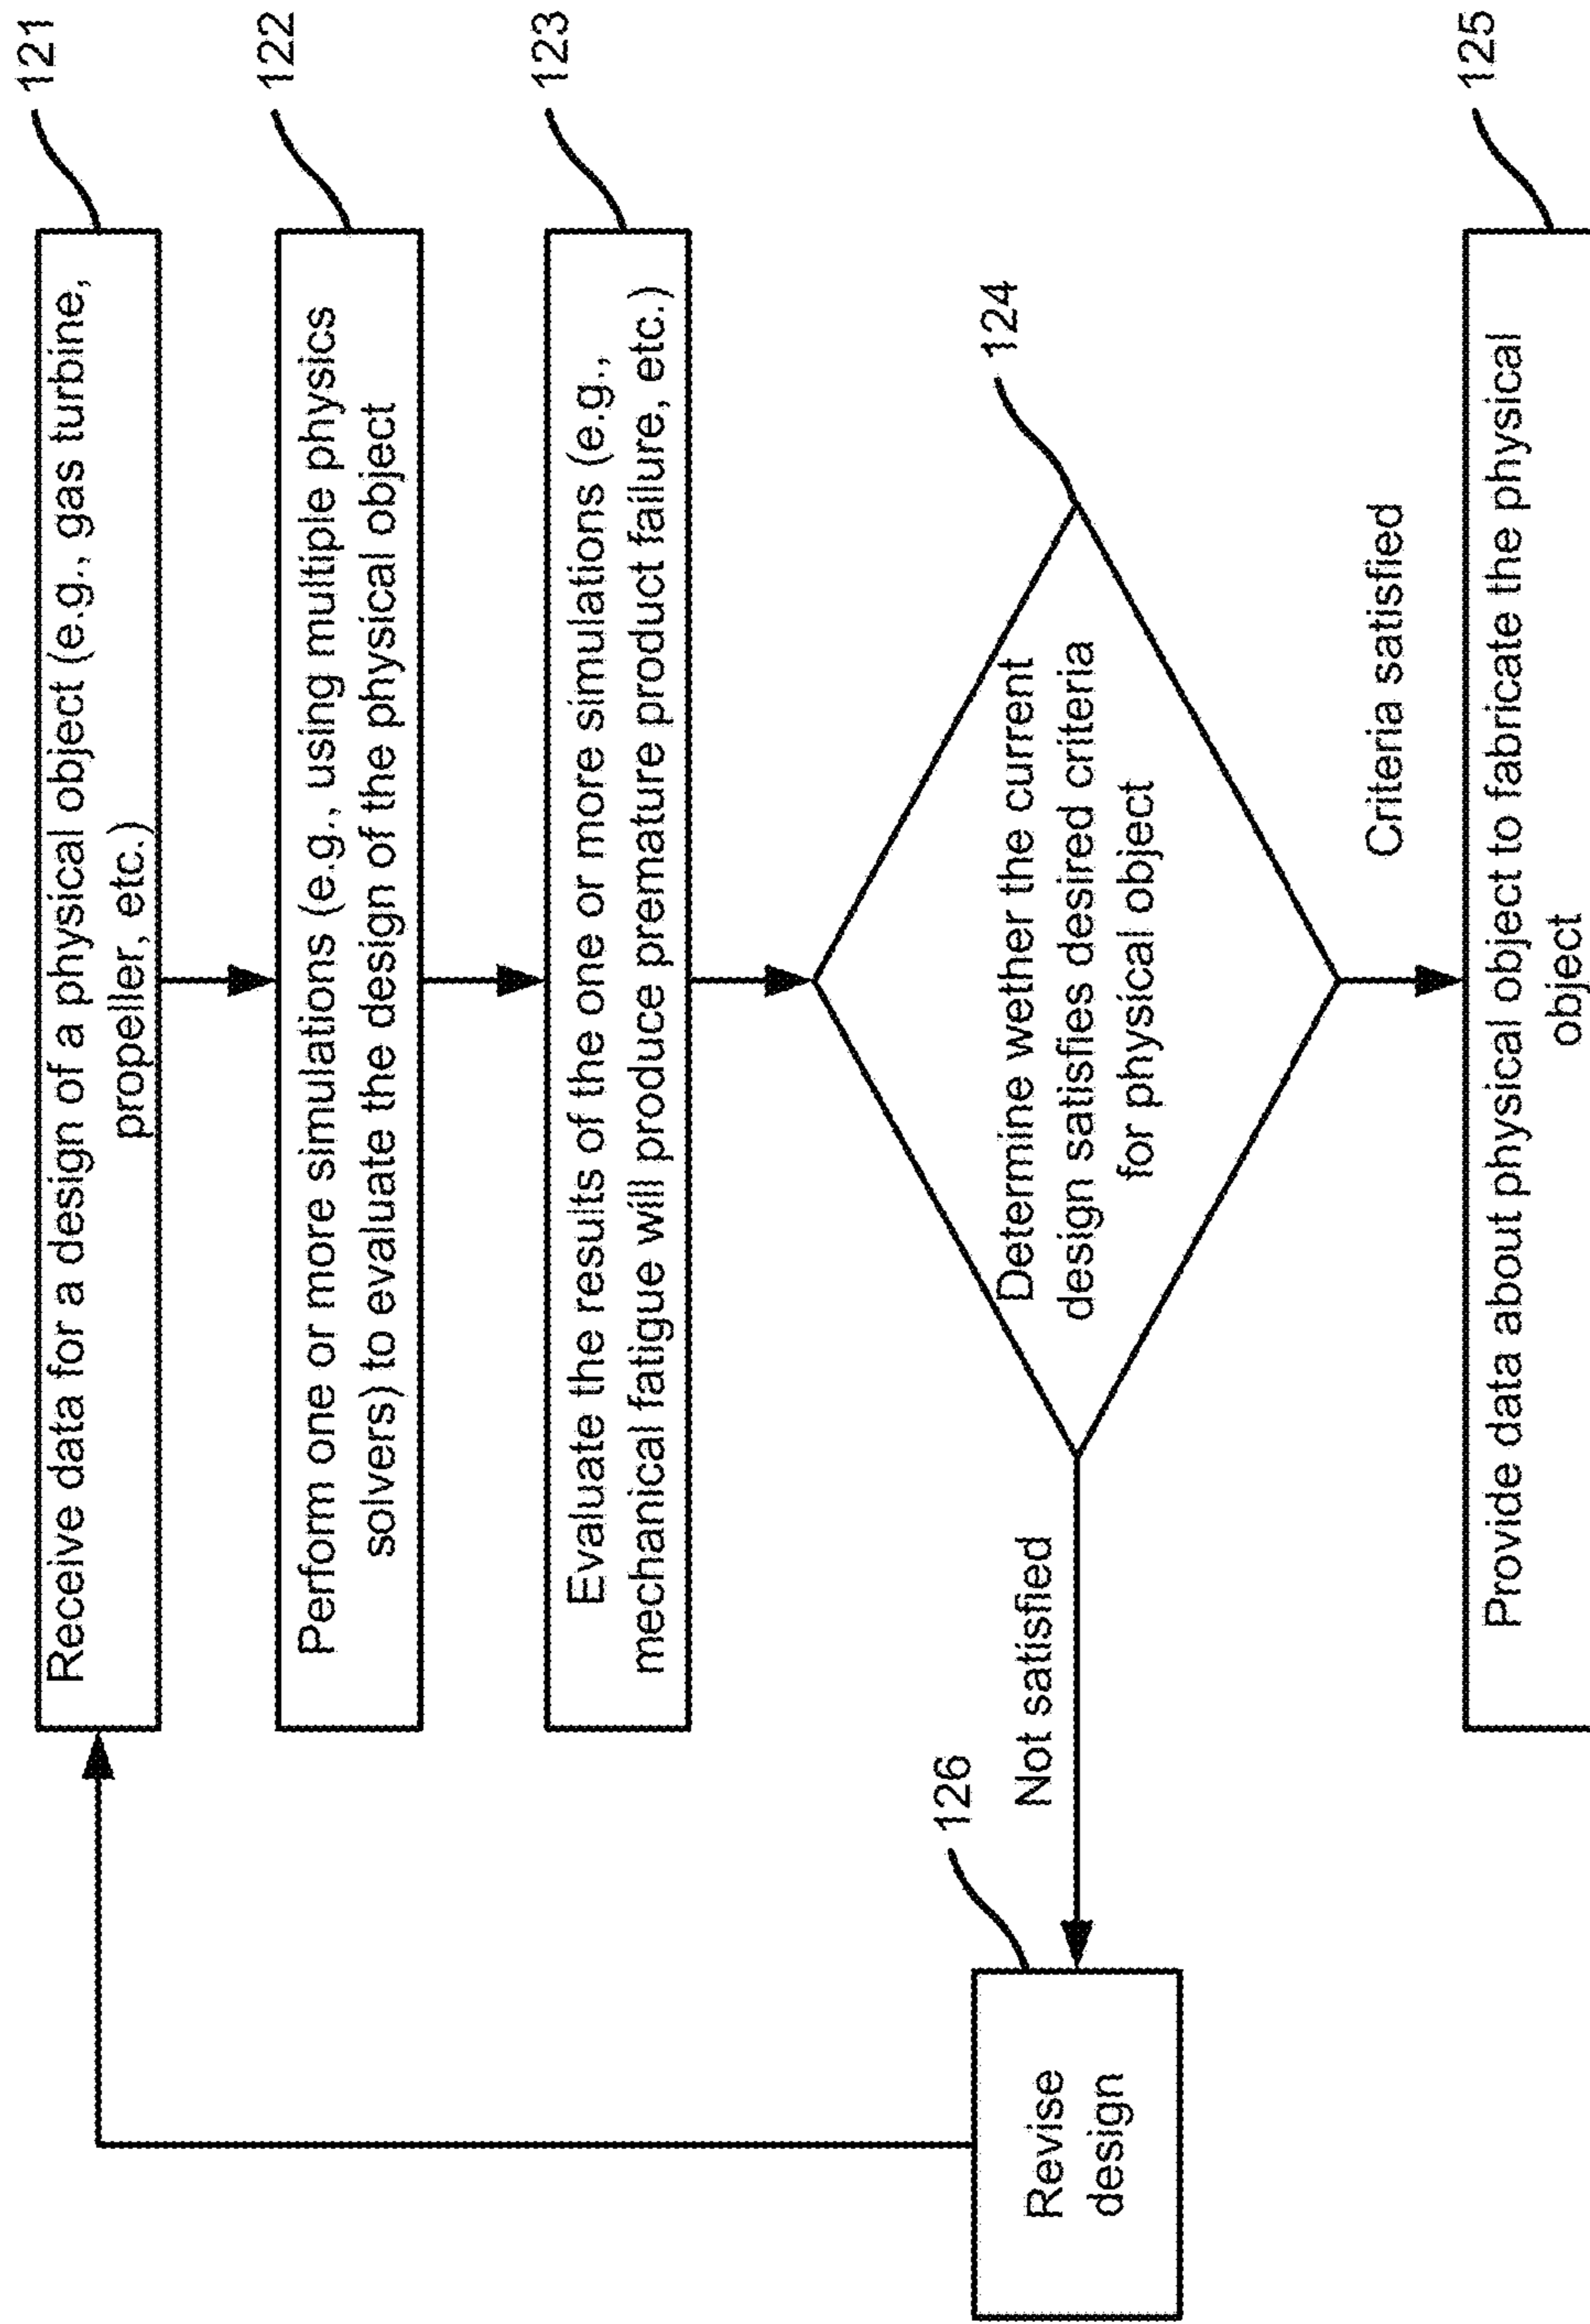 Receive data for a design of a physical object (e.g., gas turbine,
propeller, etc.)
121
Perform one or more simulations (e.g., using multiple physics
solvers) to evaluate the design of the physical object
122
Evaluate the results of the one or more simulations (e.g.,
mechanical fatigue will produce premature product failure, etc.)
123
Determine wether the current
design satisfies desired criteria
for physical object
124
Not satisfied
126
Revise
design
Criteria satisfied
Provide data about physical object to fabricate the physical
object
125